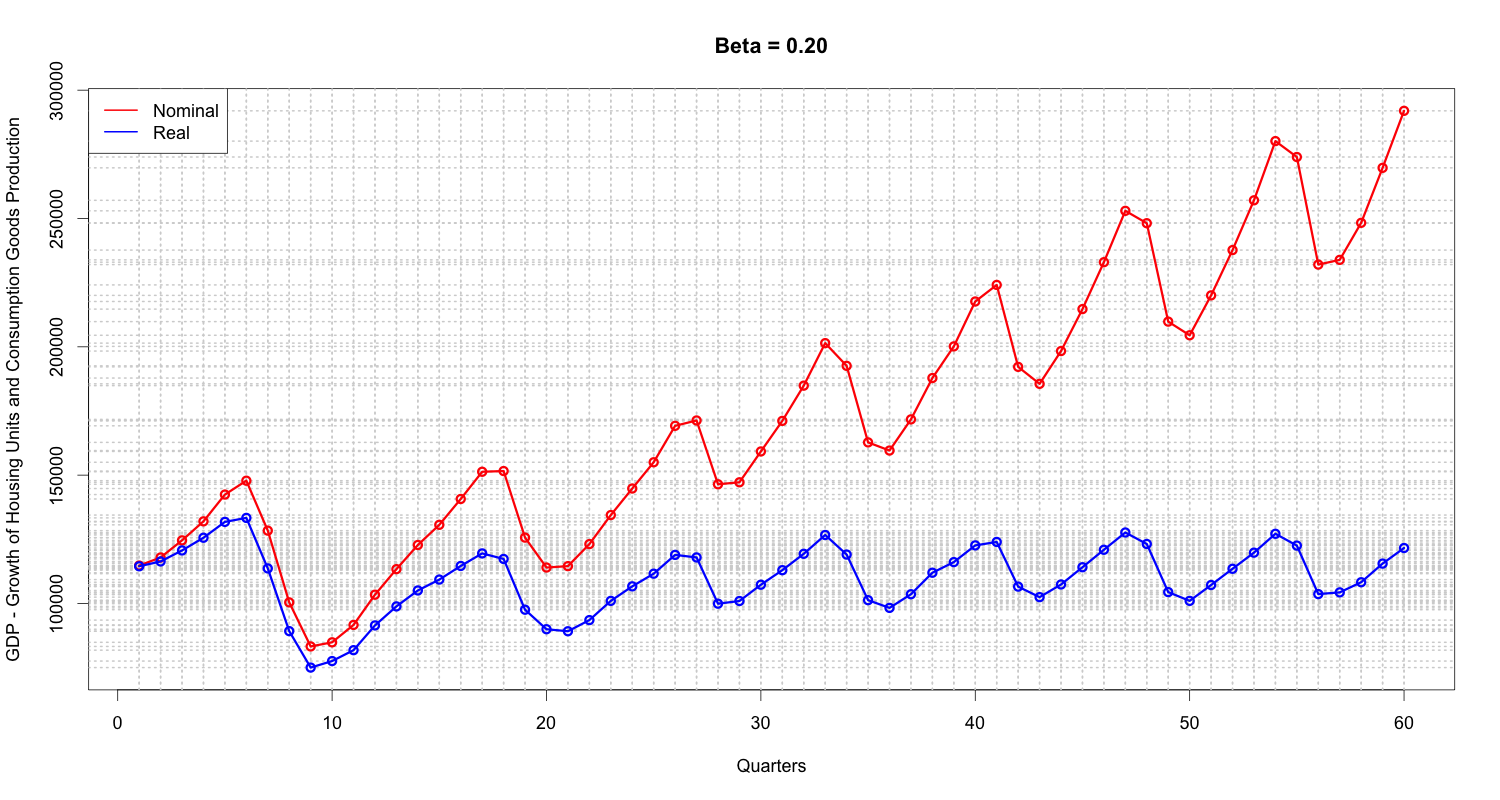 Beta = 0.20
GDP - Growth of Housing Units and Consumption Goods Production
300000
250000
200000
150000
100000
Nominal
Real
0 10 20 30 40 50 60
Quarters